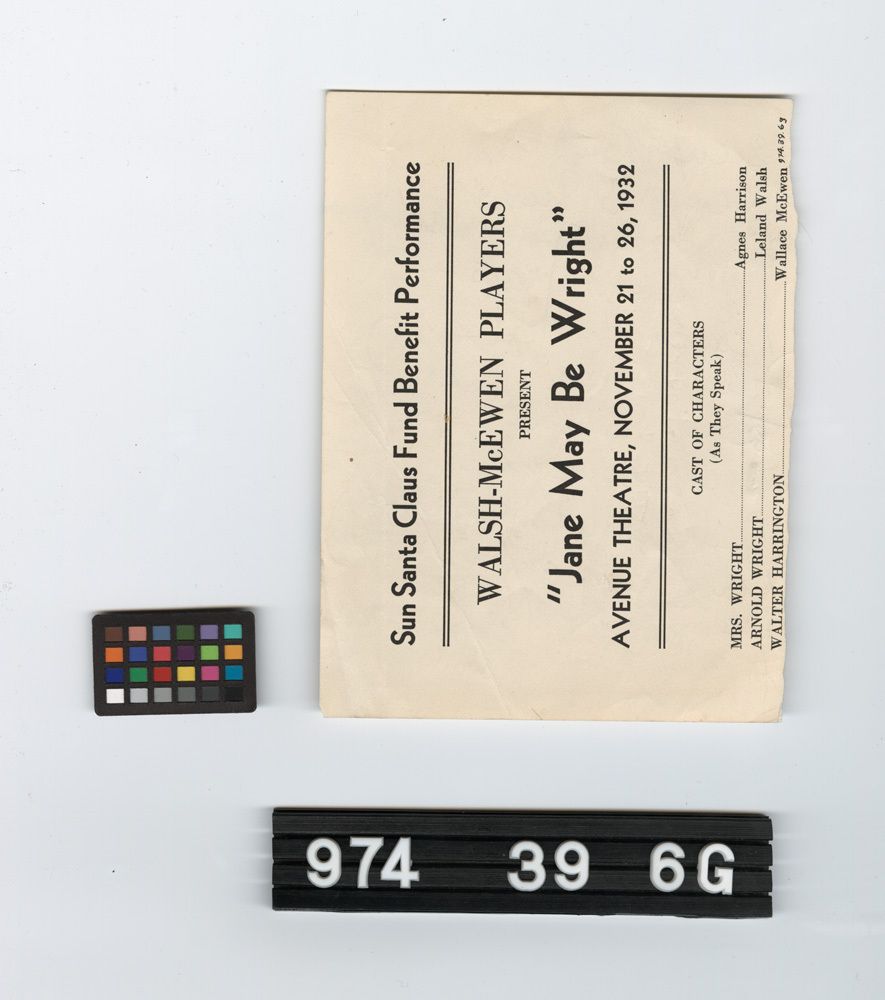 Sun Santa Claus Fund Benefit Performance
WALSH-McEWEN PLAYERS
PRESENT
"Jane May Be Wright"
AVENUE THEATRE, NOVEMBER 21 to 26, 1932
CAST OF CHARACTERS
(As They Speak)
MRS. WRIGHT..........Agnes Harrison
ARNOLD WRIGHT..........Leland Walsh
WALTER HARRINGTON..........Wallace McEwen
974.39.6g
974 39 6G